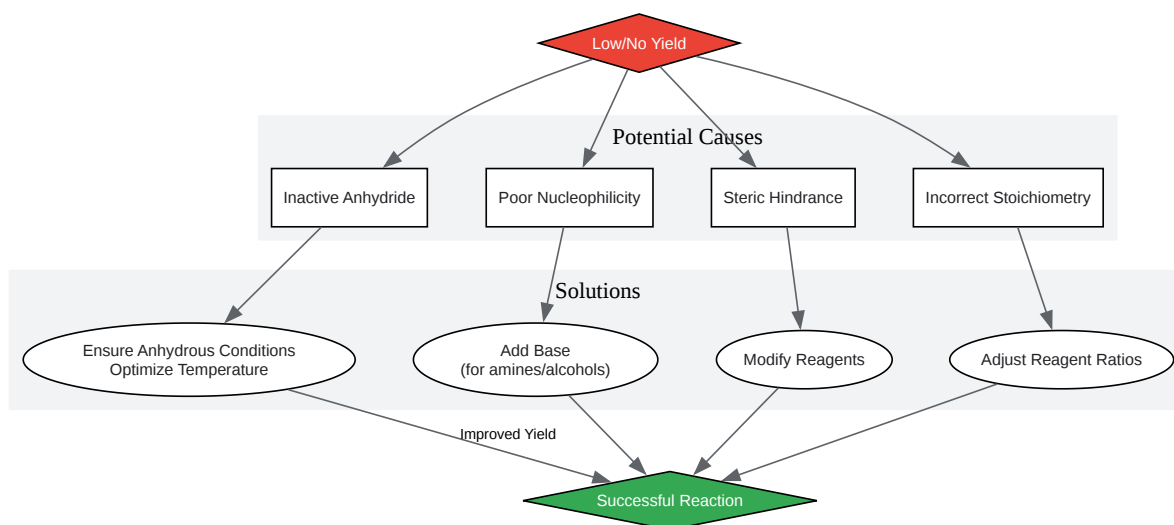 Low/No Yield
Potential Causes
Inactive Anhydride
Poor Nucleophilicity
Steric Hindrance
Incorrect Stoichiometry
Solutions
Ensure Anhydrous Conditions
Optimize Temperature
Add Base
(for amines/alcohols)
Modify Reagents
Adjust Reagent Ratios
Improved Yield
Successful Reaction